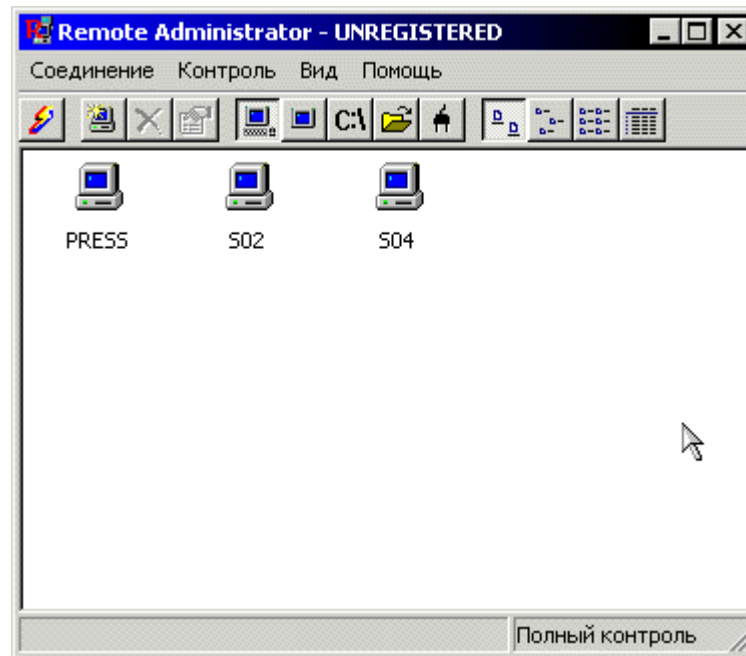 Remote Administrator - UNREGISTERED
Соединение Контроль Вид Помощь
C:\
PRESS S02 S04
Полный контроль